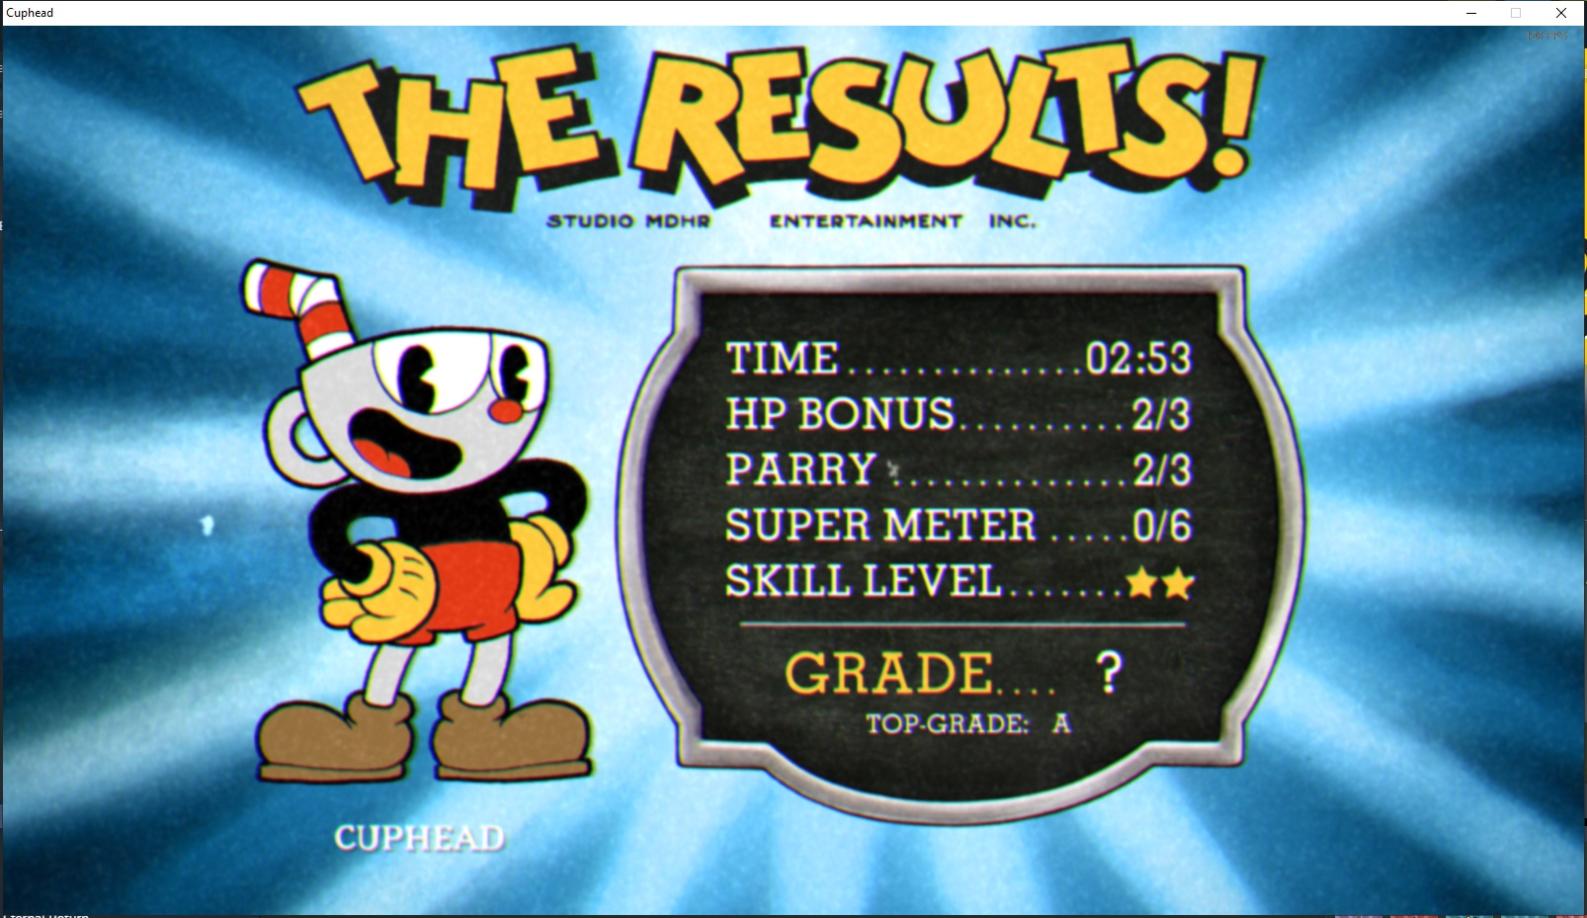 Cuphead
THE RESULTS!
STUDIO MDHR ENTERTAINMENT INC.
TIME..............02:53
HP BONUS..........2/3
PARRY ..............2/3
SUPER METER .....0/6
SKILL LEVEL.......★★
GRADE.... ?
TOP-GRADE: A
CUPHEAD